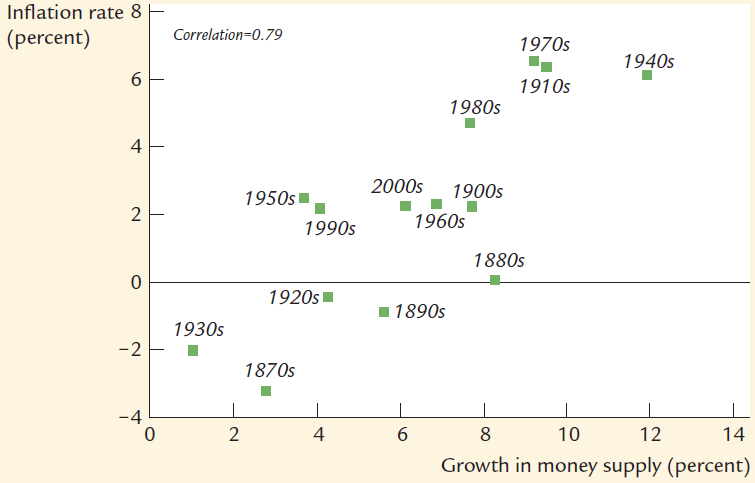 Inflation rate
(percent)
Correlation=0.79
8
6
4
2
0
−2
−4
1970s
1940s
1910s
1980s
2000s
1900s
1950s
1960s
1990s
1880s
1920s
1890s
1930s
1870s
0
2
4
6
8
10
12
14
Growth in money supply (percent)